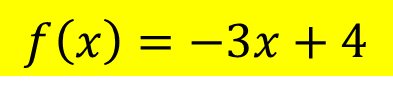 f(x) = −3x + 4